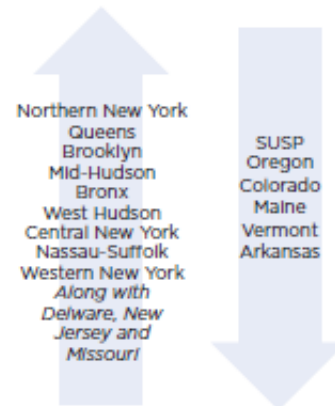 Northern New York
Queens
Brooklyn
Mid-Hudson
Bronx
West Hudson
Central New York
Nassau-Suffolk
Western New York
Along with
Delware, New
Jersey and
Missouri
SUSP
Oregon
Colorado
Maine
Vermont
Arkansas